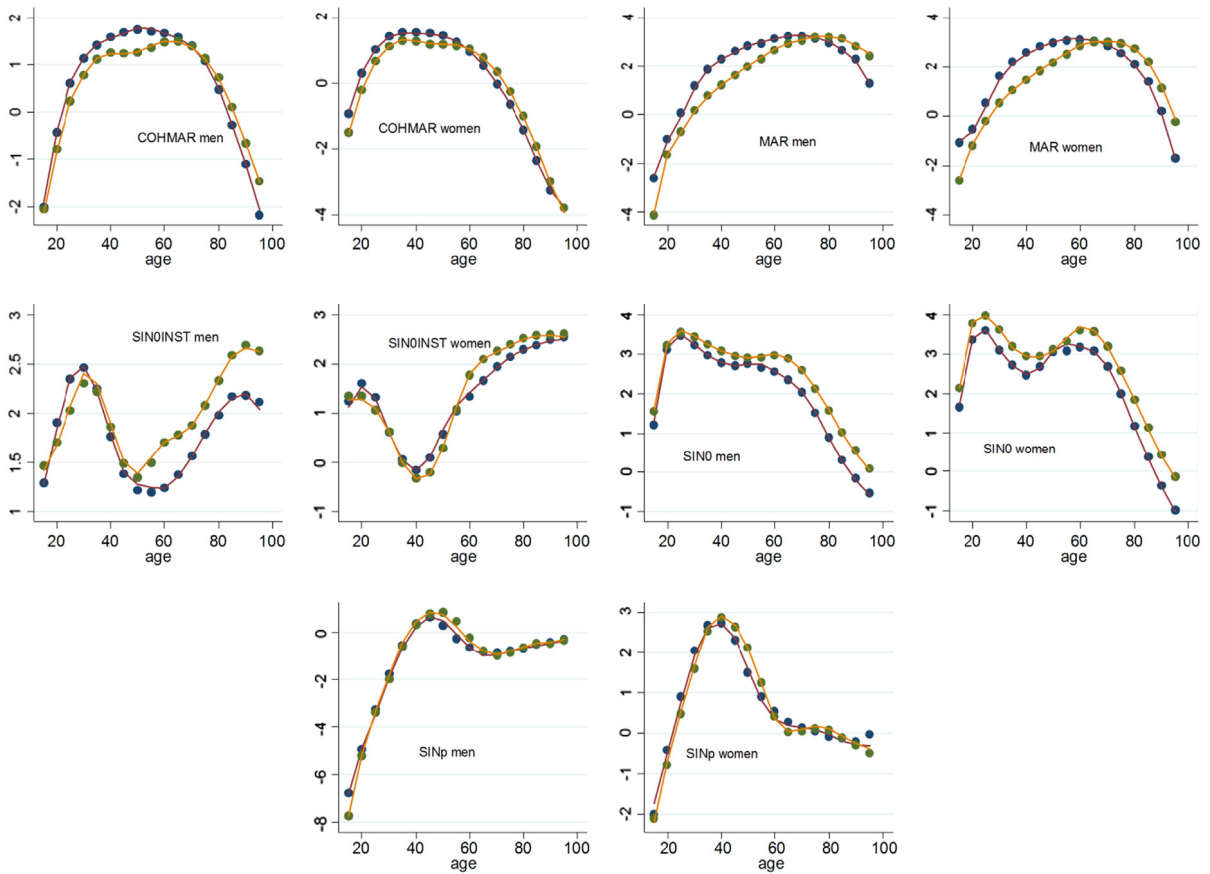 2
1
0
-1
-2
COHMAR men
20 40 60 80 100
age
2
0
-2
-4
COHMAR women
20 40 60 80 100
age
4
2
0
-2
-4
MAR men
20 40 60 80 100
age
4
2
0
-2
-4
MAR women
20 40 60 80 100
age
3
2.5
2
1.5
1
SIN0INST men
20 40 60 80 100
age
3
2
1
0
-1
SIN0INST women
20 40 60 80 100
age
4
3
2
1
0
-1
SIN0 men
20 40 60 80 100
age
4
3
2
1
0
-1
SIN0 women
20 40 60 80 100
age
0
-2
-4
-6
-8
SINp men
20 40 60 80 100
age
3
2
1
0
-1
-2
SINp women
20 40 60 80 100
age